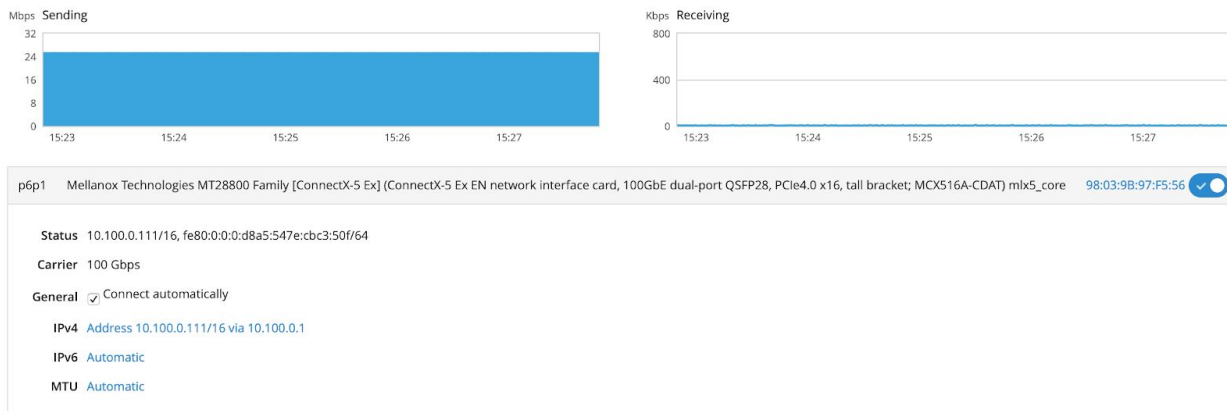 Mbps Sending
32
24
16
8
0
15:23 15:24 15:25 15:26 15:27
Kbps Receiving
800
400
0
15:23 15:24 15:25 15:26 15:27
p6p1 Mellanox Technologies MT28800 Family [ConnectX-5 Ex] (ConnectX-5 Ex EN network interface card, 100GbE dual-port QSFP28, PCIe4.0 x16, tall bracket; MCX516A-CDAT) mlx5_core 98:03:9B:97:F5:56
Status 10.100.0.111/16, fe80:0:0:0:d8a5:547e:cbc3:50f/64
Carrier 100 Gbps
General Connect automatically
IPv4 Address 10.100.0.111/16 via 10.100.0.1
IPv6 Automatic
MTU Automatic